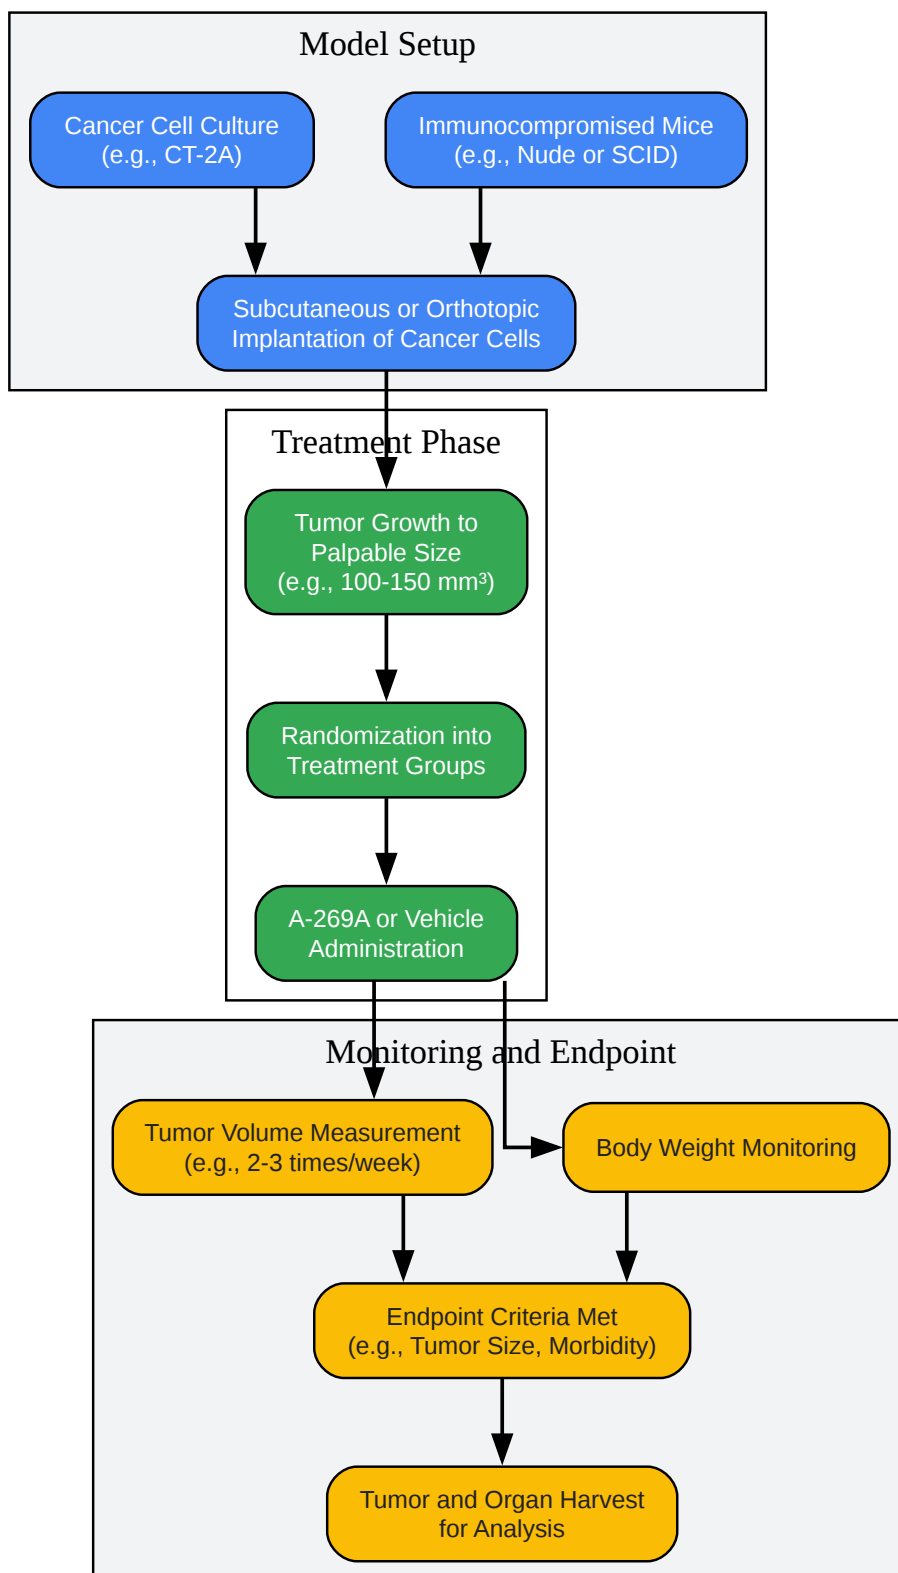 Model Setup
Cancer Cell Culture
(e.g., CT-2A)
Immunocompromised Mice
(e.g., Nude or SCID)
Subcutaneous or Orthotopic
Implantation of Cancer Cells
Treatment Phase
Tumor Growth to
Palpable Size
(e.g., 100-150 mm³)
Randomization into
Treatment Groups
A-269A or Vehicle
Administration
Monitoring and Endpoint
Tumor Volume Measurement
(e.g., 2-3 times/week)
Body Weight Monitoring
Endpoint Criteria Met
(e.g., Tumor Size, Morbidity)
Tumor and Organ Harvest
for Analysis